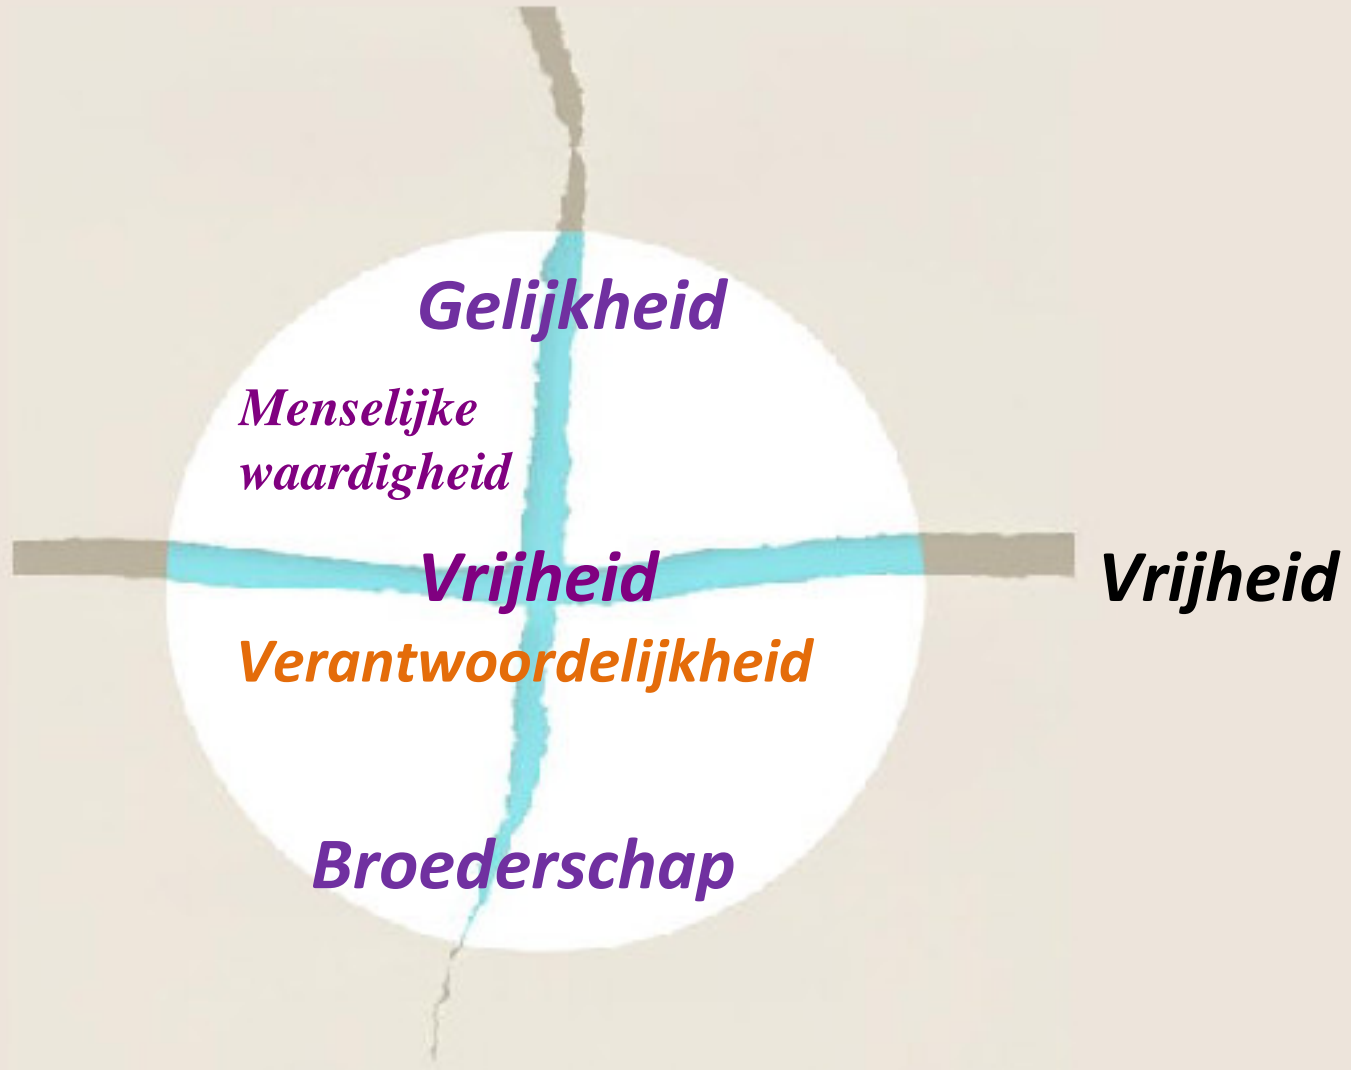 Gelijkheid
Menselijke
waardigheid
Vrijheid
Vrijheid
Verantwoordelijkheid
Broederschap